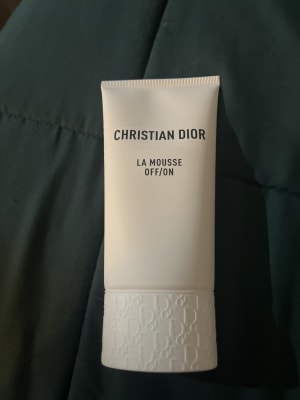 CHRISTIAN DIOR
LA MOUSSE
OFF/ON